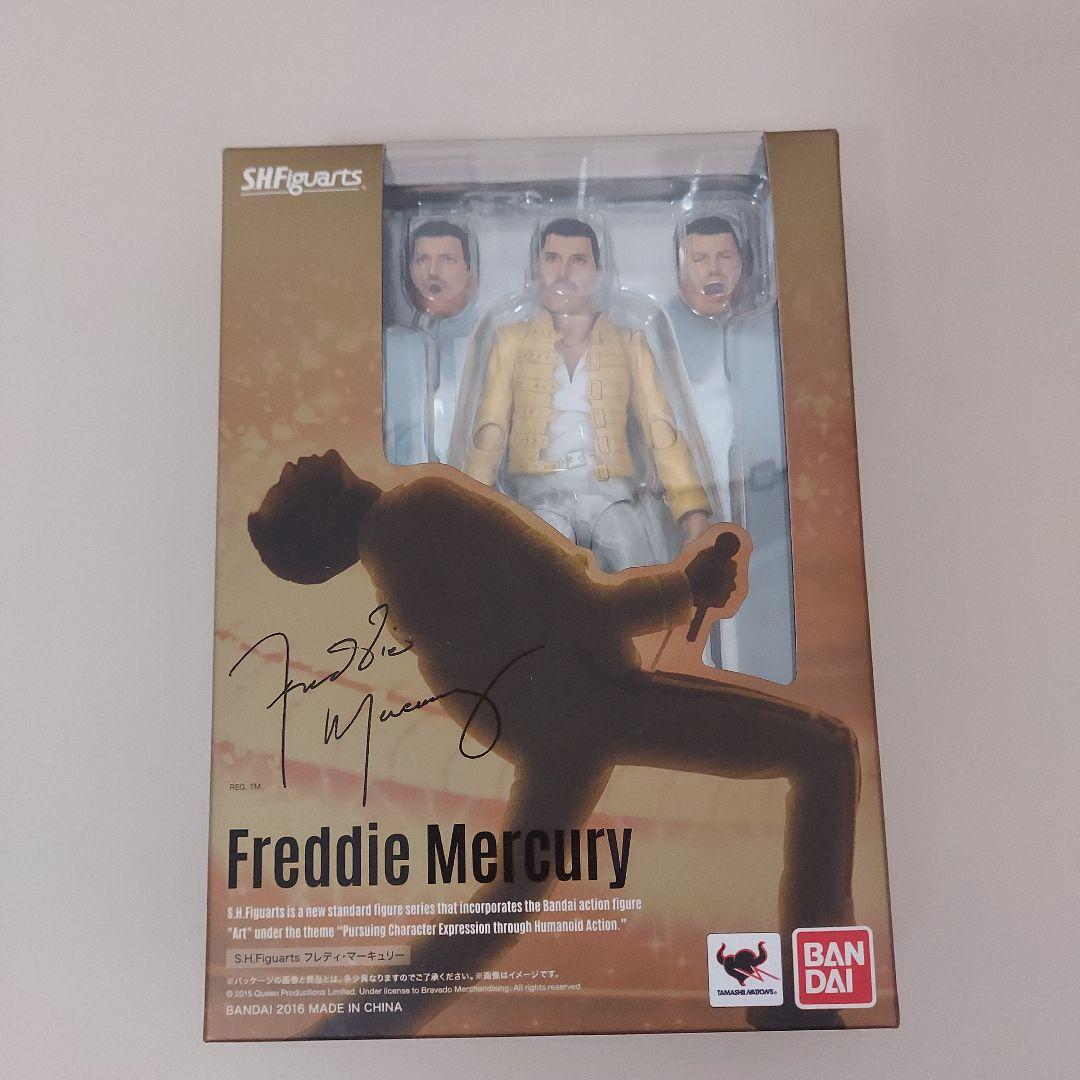 S.H.Figuarts
Freddie
Mercury
REG. TM
Freddie Mercury
S.H.Figuarts is a new standard figure series that incorporates the Bandai action figure
"Art" under the theme “Pursuing Character Expression through Humanoid Action.”
S.H.Figuarts フレディ・マーキュリー
※パッケージの画像と商品とは、多少異なりますのでご了承ください。※画像はイメージです。
© 2015 Queen Productions Limited. Under license to Bravado Merchandising. All rights reserved
BANDAI 2016 MADE IN CHINA
TAMASHII NATIONS
BAN
DAI